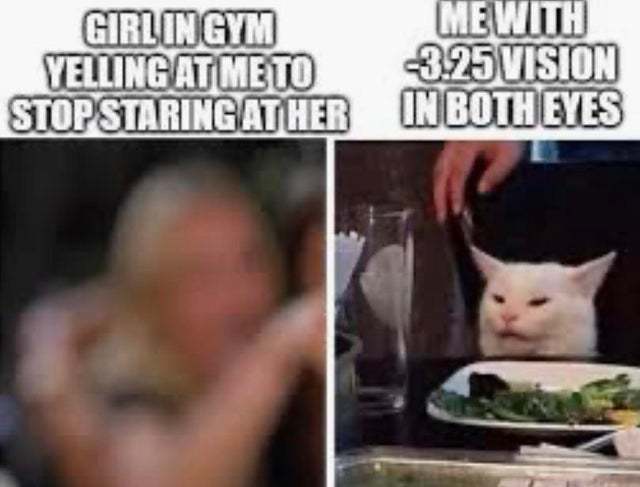 GIRL IN GYM
YELLING AT ME TO
STOP STARING AT HER
ME WITH
-3.25 VISION
IN BOTH EYES